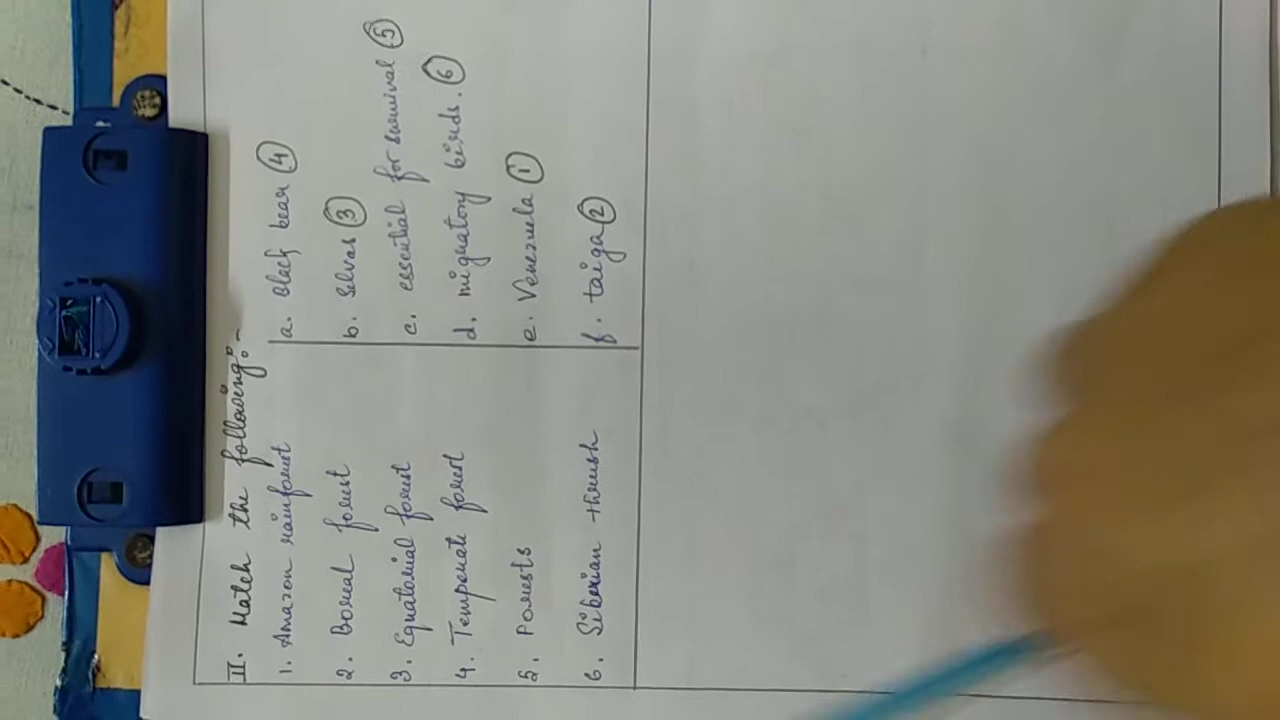 II. Match the following:-
1. Amazon rainforest
2. Boreal forest
3. Equatorial forest
4. Temperate forest
5. Forests
6. Siberian thrush
a. Black bear ④
b. Selvas ③
c. essential for survival ⑤
d. migratory birds. ⑥
e. Venezuela ①
f. taiga ②